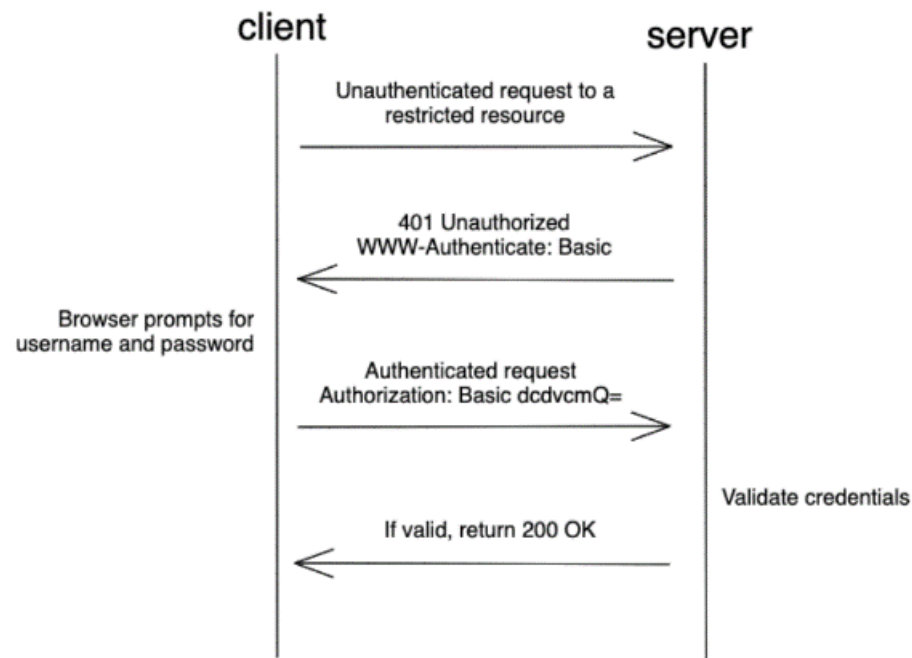 client
server
Unauthenticated request to a
restricted resource
401 Unauthorized
WWW-Authenticate: Basic
Browser prompts for
username and password
Authenticated request
Authorization: Basic dcdvcmQ=
Validate credentials
If valid, return 200 OK